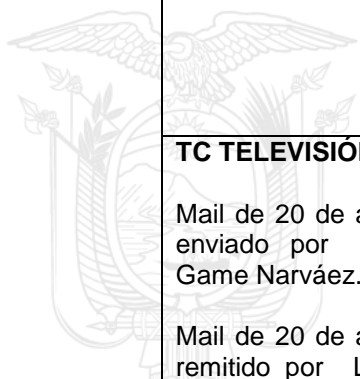 TC TELEVISIÓN
Mail de 20 de a
enviado por
Game Narváez.
Mail de 20 de a
remitido por L